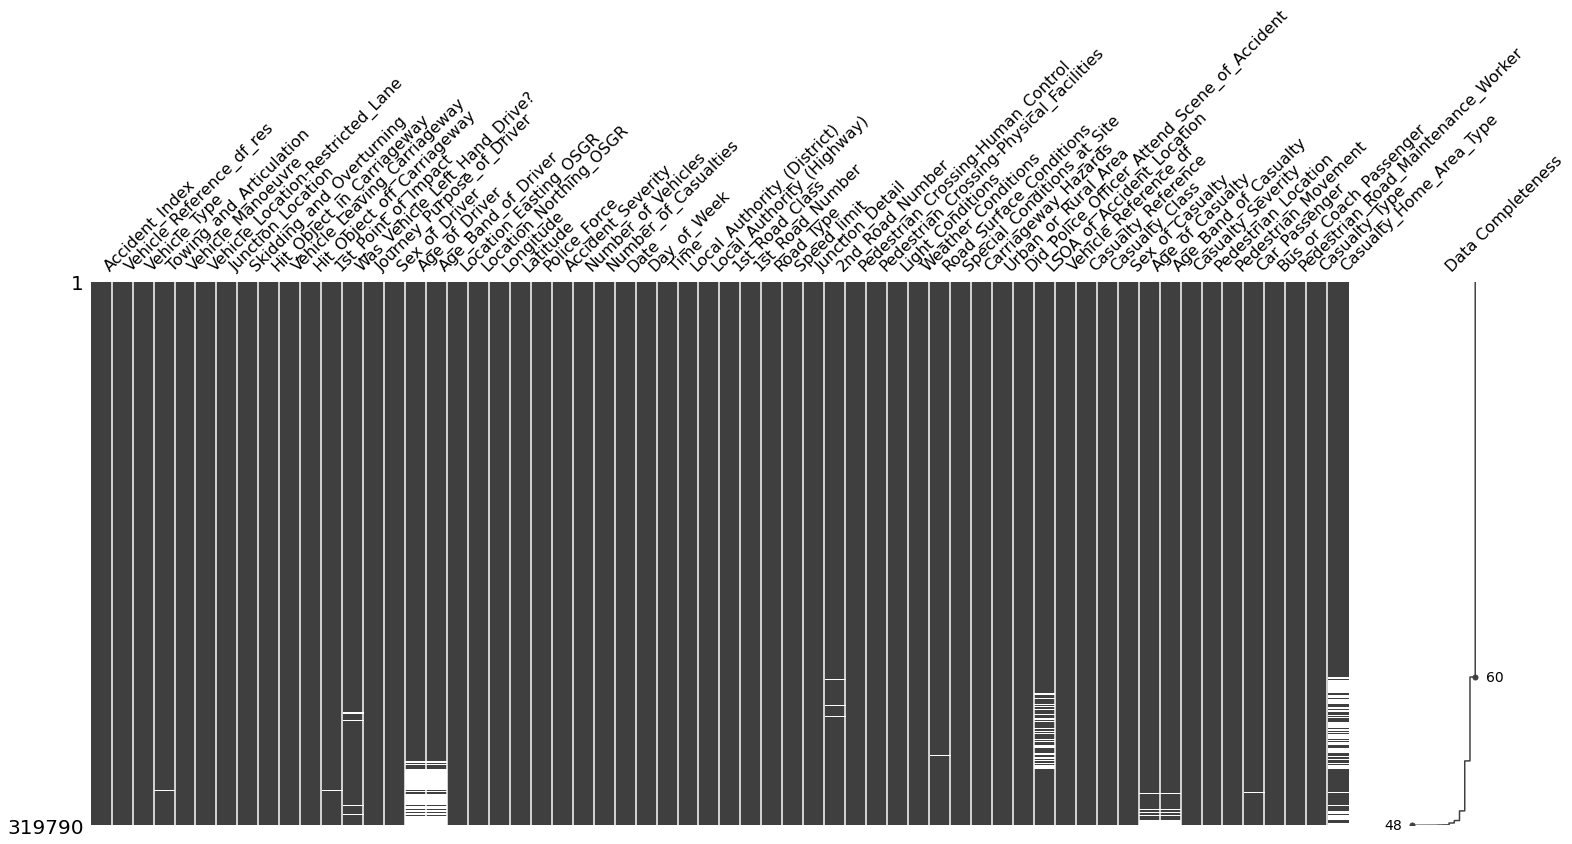 Accident_Index
Vehicle_Reference_df_res
Vehicle_Type
Towing_and_Articulation
Vehicle_Manoeuvre
Vehicle_Location-Restricted_Lane
Junction_Location
Skidding_and_Overturning
Hit_Object_in_Carriageway
Vehicle_Leaving_Carriageway
Hit_Object_off_Carriageway
1st_Point_of_Impact
Was_Vehicle_Left_Hand_Drive?
Journey_Purpose_of_Driver
Sex_of_Driver
Age_of_Driver
Age_Band_of_Driver
Location_Easting_OSGR
Location_Northing_OSGR
Longitude
Latitude
Police_Force
Accident_Severity
Number_of_Vehicles
Number_of_Casualties
Date
Day_of_Week
Time
Local_Authority_(District)
Local_Authority_(Highway)
1st_Road_Class
1st_Road_Number
Road_Type
Speed_limit
Junction_Detail
2nd_Road_Number
Pedestrian_Crossing-Human_Control
Pedestrian_Crossing-Physical_Facilities
Light_Conditions
Weather_Conditions
Road_Surface_Conditions
Special_Conditions_at_Site
Carriageway_Hazards
Urban_or_Rural_Area
Did_Police_Officer_Attend_Scene_of_Accident
LSOA_of_Accident_Location
Vehicle_Reference_df
Casualty_Reference
Casualty_Class
Sex_of_Casualty
Age_of_Casualty
Age_Band_of_Casualty
Casualty_Severity
Pedestrian_Location
Pedestrian_Movement
Car_Passenger
Bus_or_Coach_Passenger
Pedestrian_Road_Maintenance_Worker
Casualty_Type
Casualty_Home_Area_Type
Data Completeness
1
60
319790
48